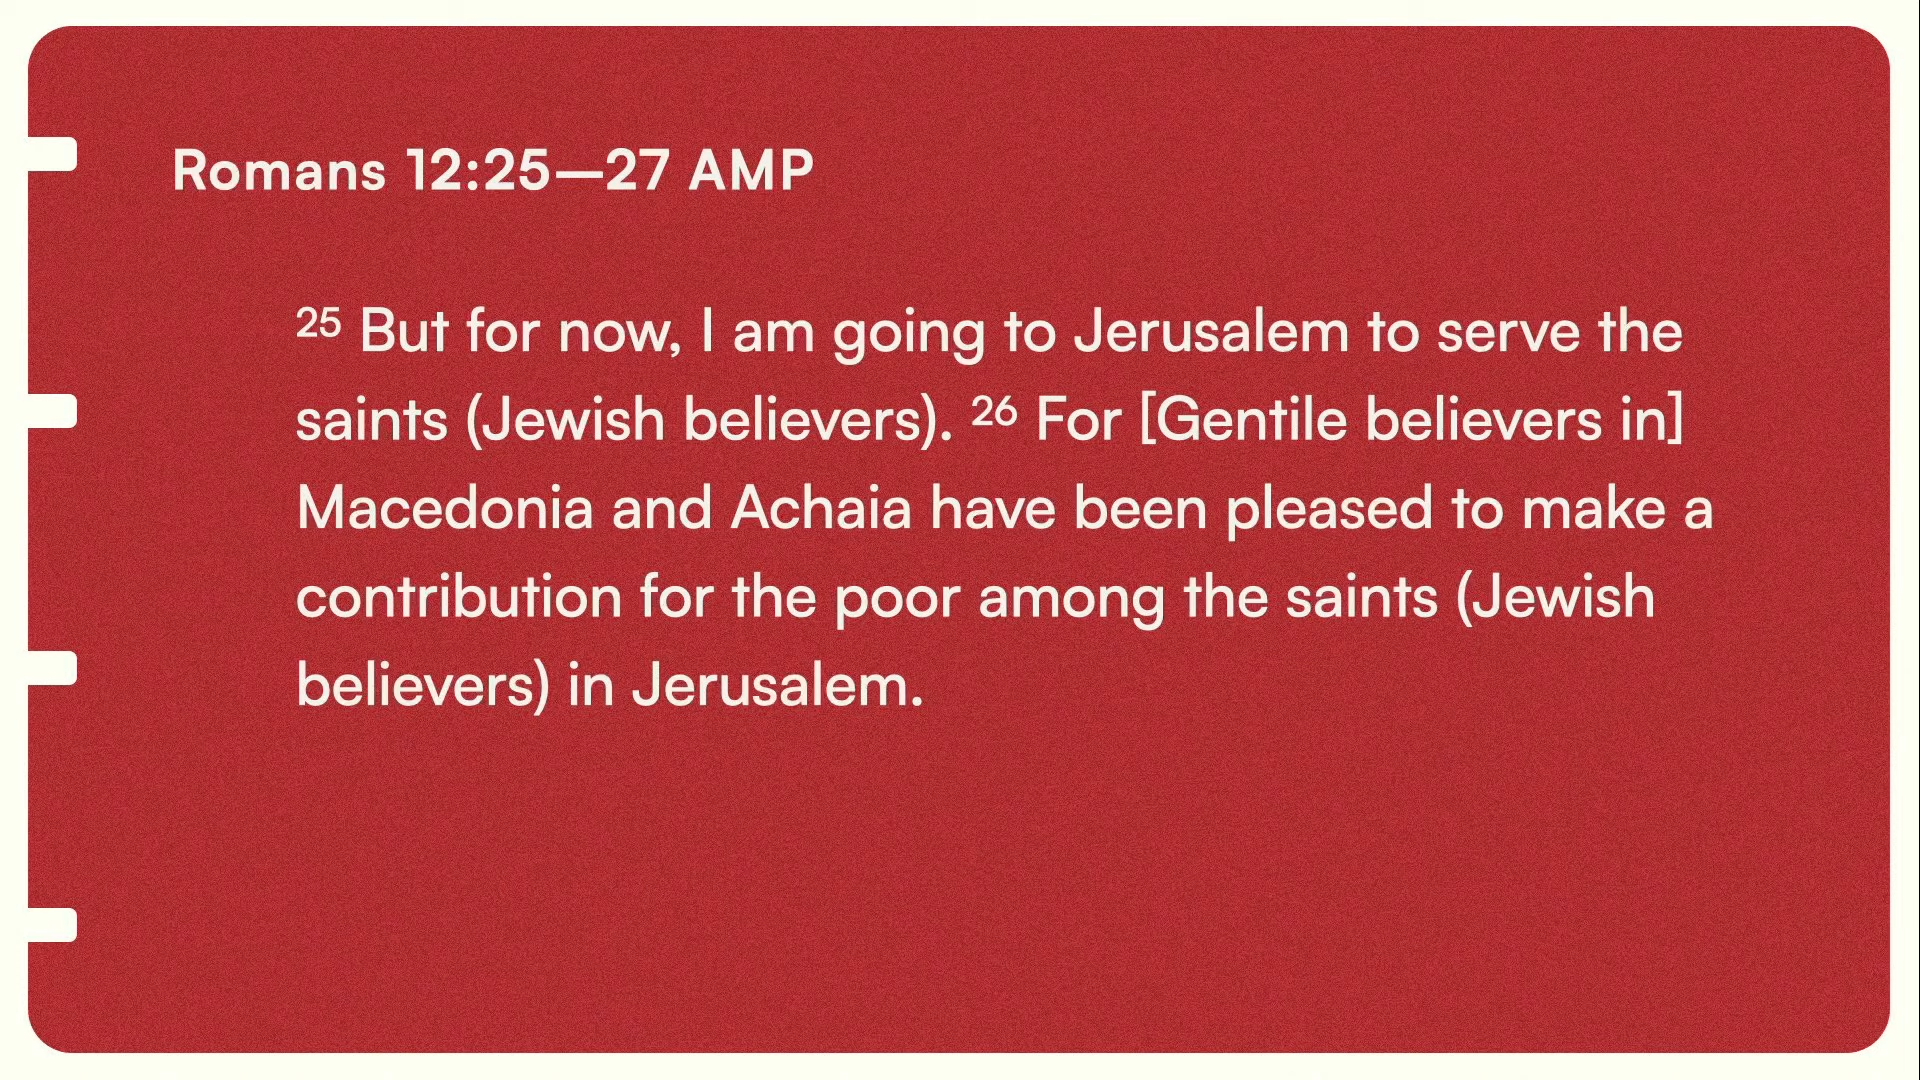 Romans 12:25—27 AMP
²⁵ But for now, I am going to Jerusalem to serve the
saints (Jewish believers). ²⁶ For [Gentile believers in]
Macedonia and Achaia have been pleased to make a
contribution for the poor among the saints (Jewish
believers) in Jerusalem.